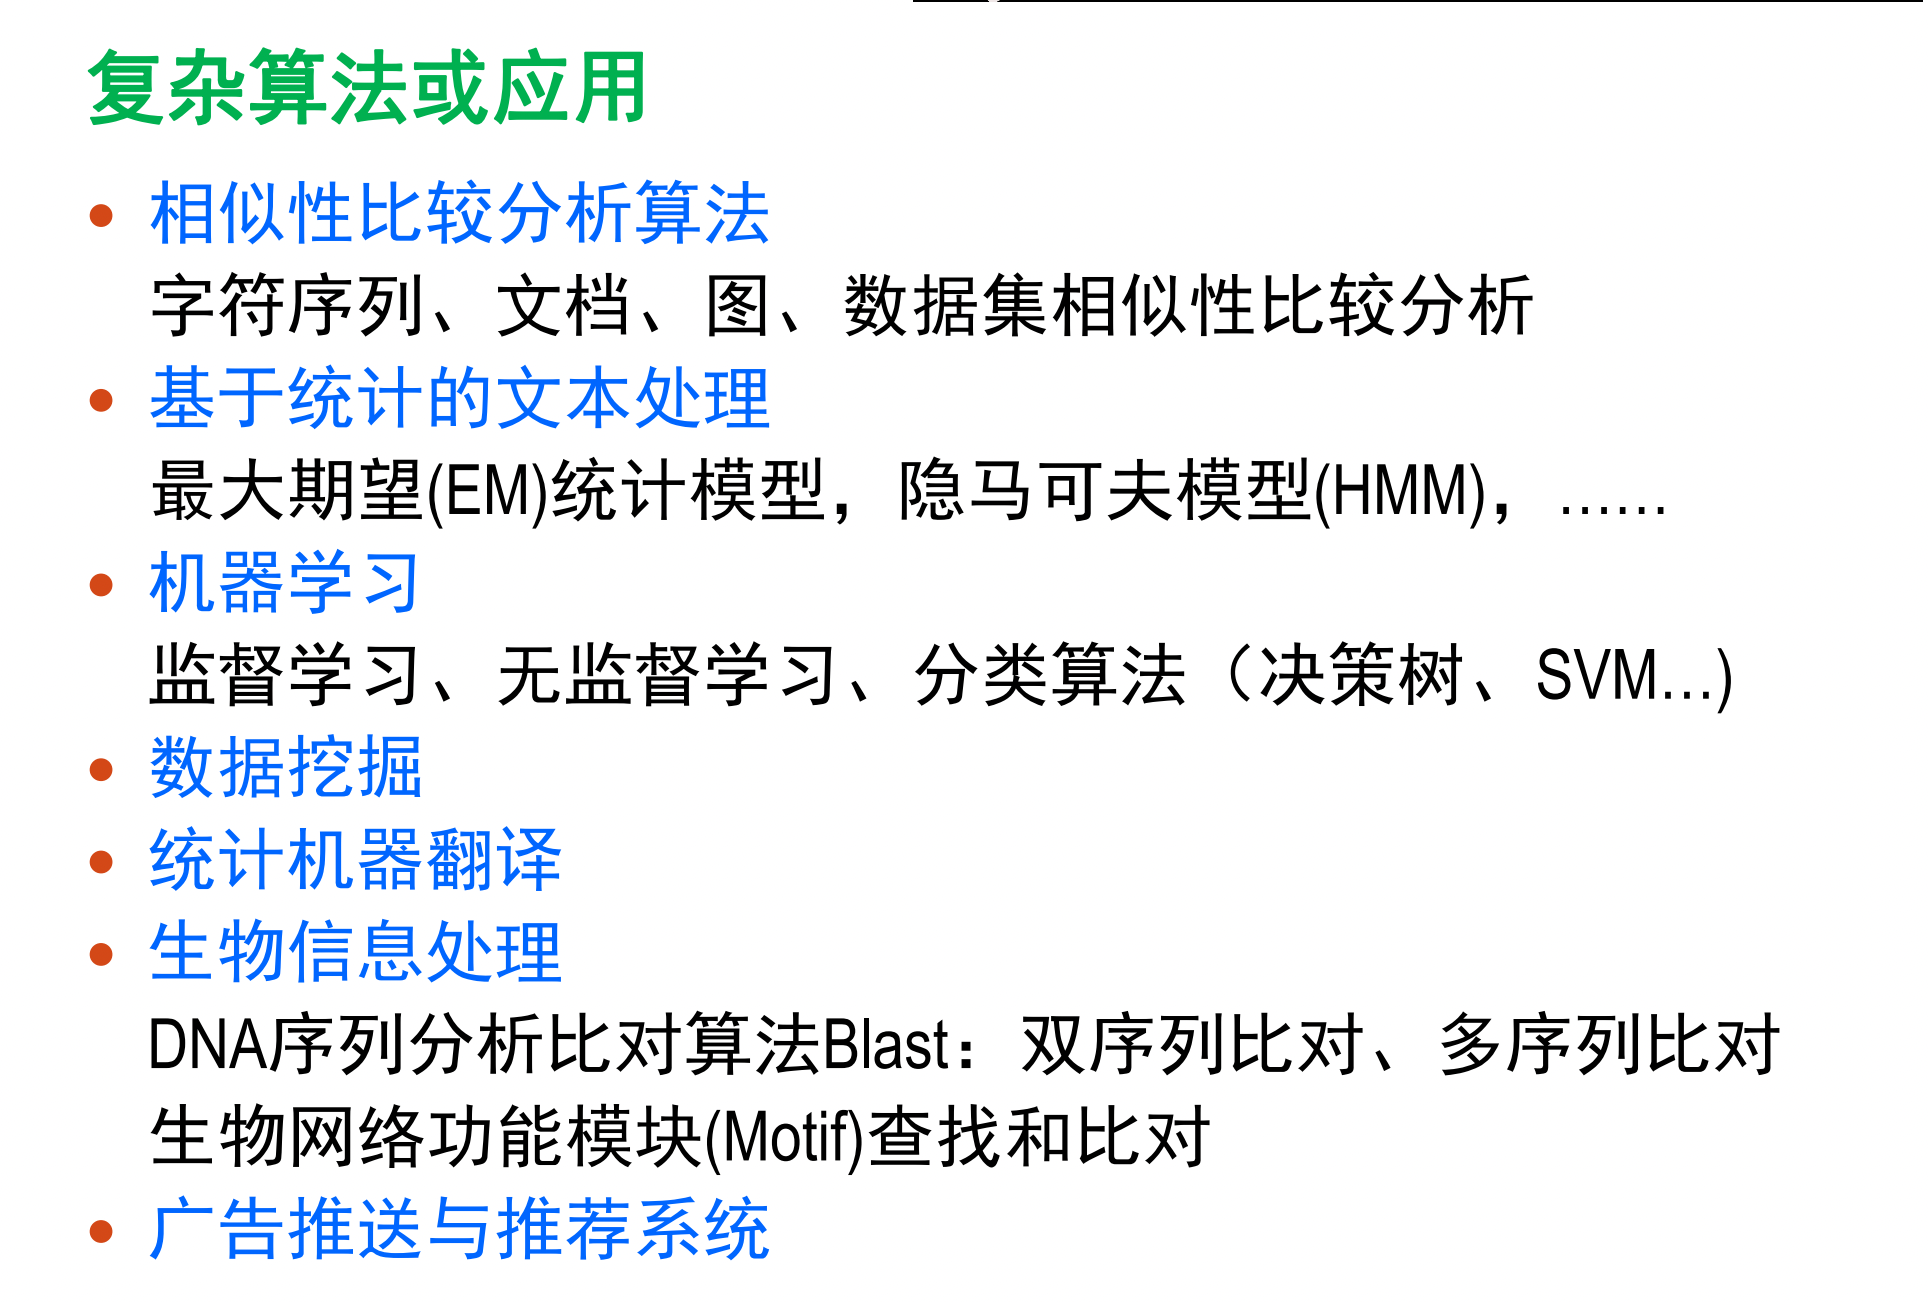 复杂算法或应用
• 相似性比较分析算法
字符序列、文档、图、数据集相似性比较分析
• 基于统计的文本处理
最大期望(EM)统计模型，隐马可夫模型(HMM)，……
• 机器学习
监督学习、无监督学习、分类算法（决策树、SVM…)
• 数据挖掘
• 统计机器翻译
• 生物信息处理
DNA序列分析比对算法Blast：双序列比对、多序列比对
生物网络功能模块(Motif)查找和比对
• 广告推送与推荐系统